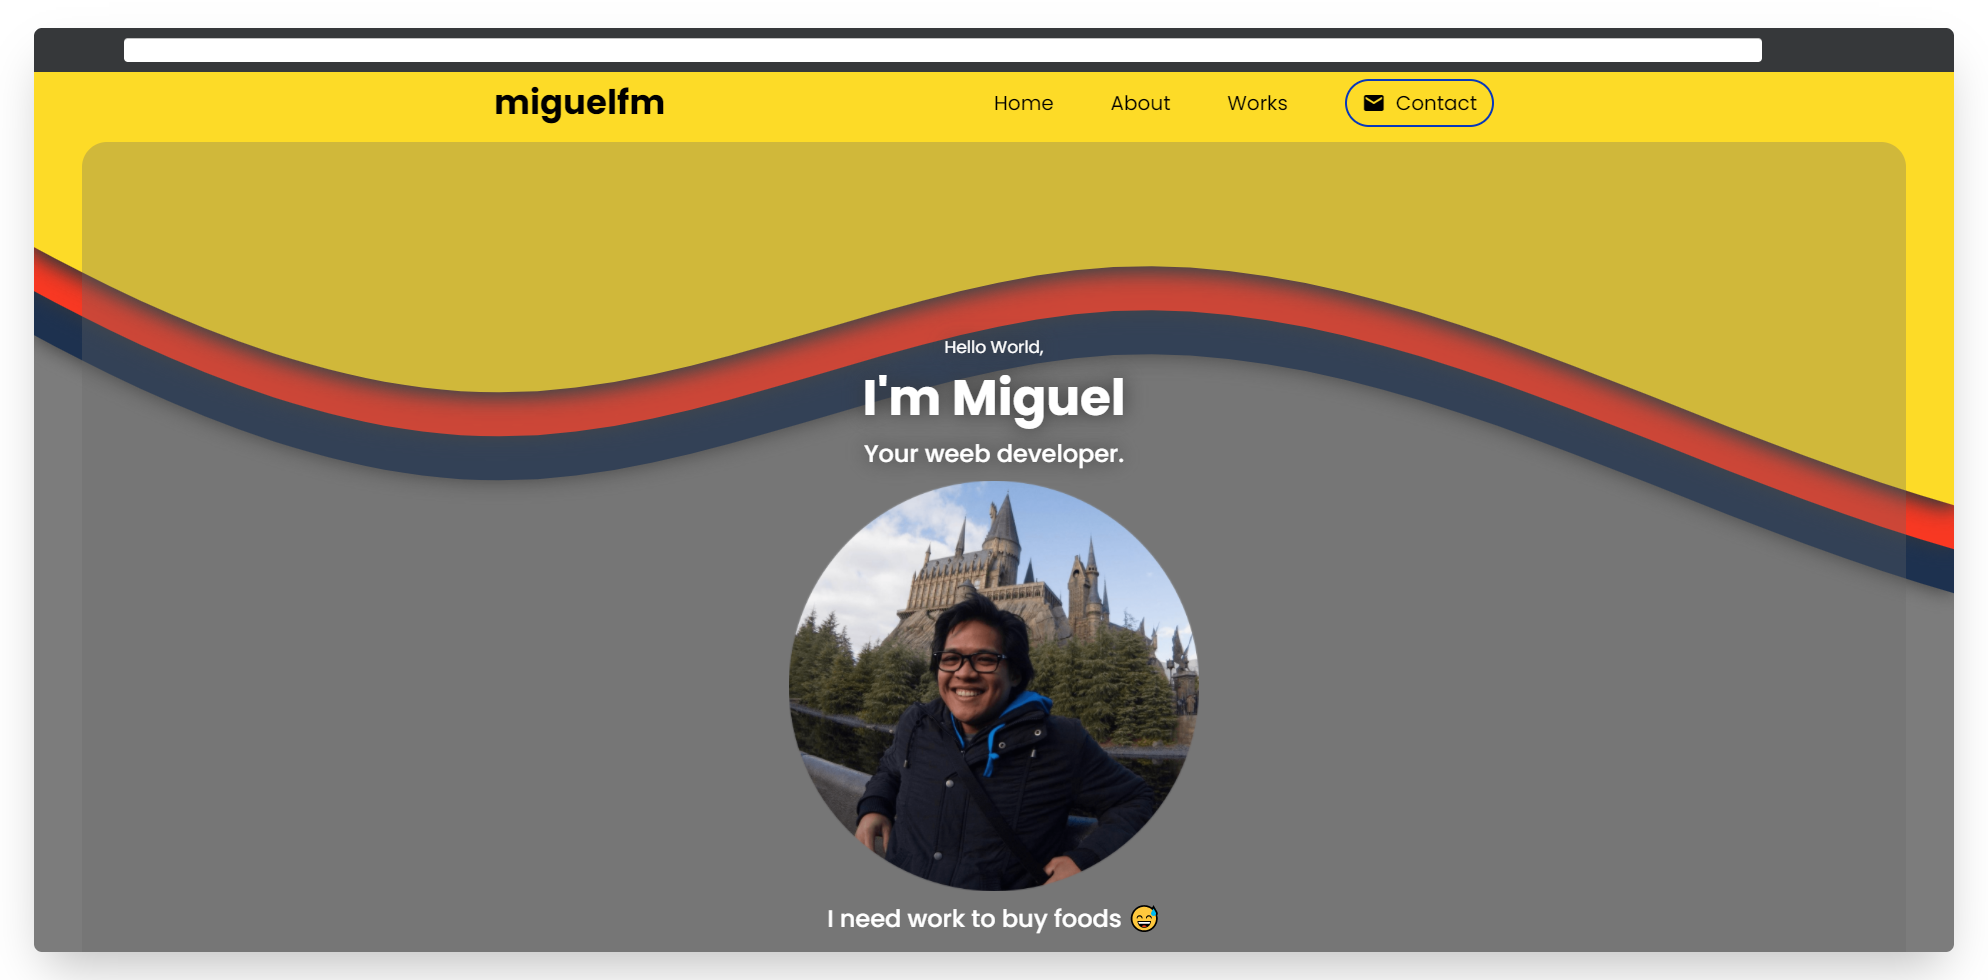 miguelfm
Home
About
Works
Contact
Hello World,
I'm Miguel
Your weeb developer.
I need work to buy foods 😅